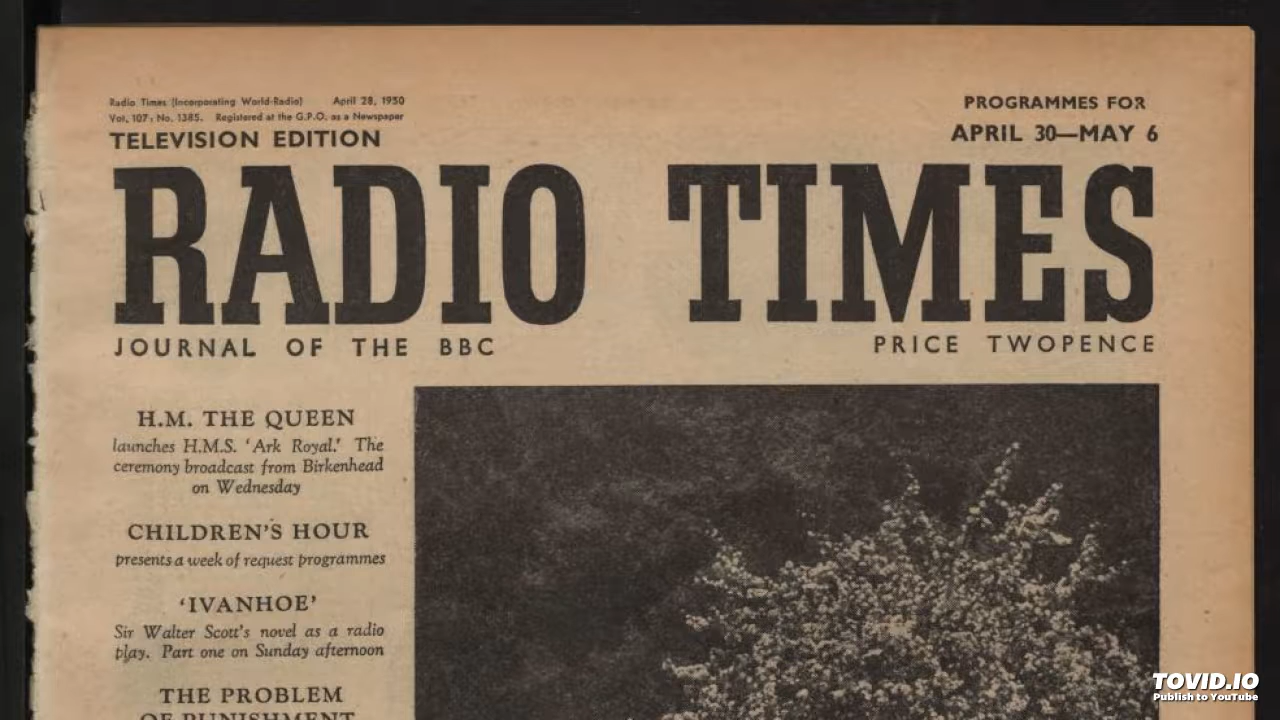 Radio Times (Incorporating World-Radio) April 28, 1950
Vol, 107: No. 1385. Registered at the G.P.O. as a Newspaper
TELEVISION EDITION
PROGRAMMES FOR
APRIL 30—MAY 6
RADIO TIMES
JOURNAL OF THE BBC
PRICE TWOPENCE
H.M. THE QUEEN
launches H.M.S. 'Ark Royal.' The
ceremony broadcast from Birkenhead
on Wednesday
CHILDREN'S HOUR
presents a week of request programmes
'IVANHOE'
Sir Walter Scott's novel as a radio
play. Part one on Sunday afternoon
THE PROBLEM
OF PUNISHMENT
TOVID.IO
Publish to YouTube